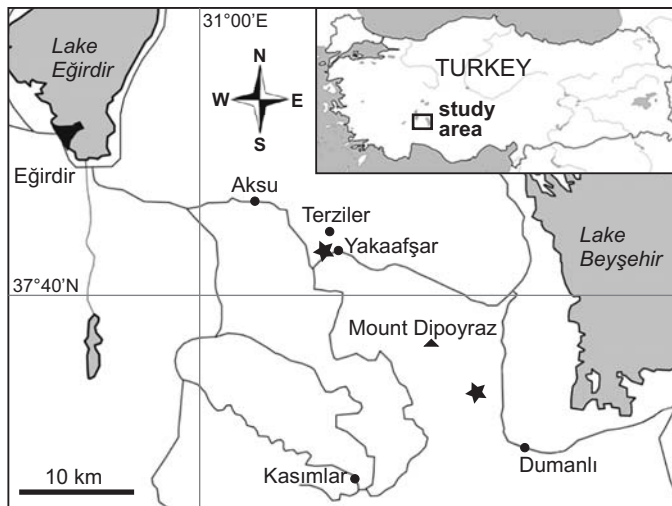 31°00'E
Lake
Eğirdir
N
W E
S
TURKEY
study
area
Eğirdir
Aksu
Terziler
Yakaafşar
Lake
Beyşehir
37°40'N
Mount Dipoyraz
10 km
Kasımlar
Dumanlı